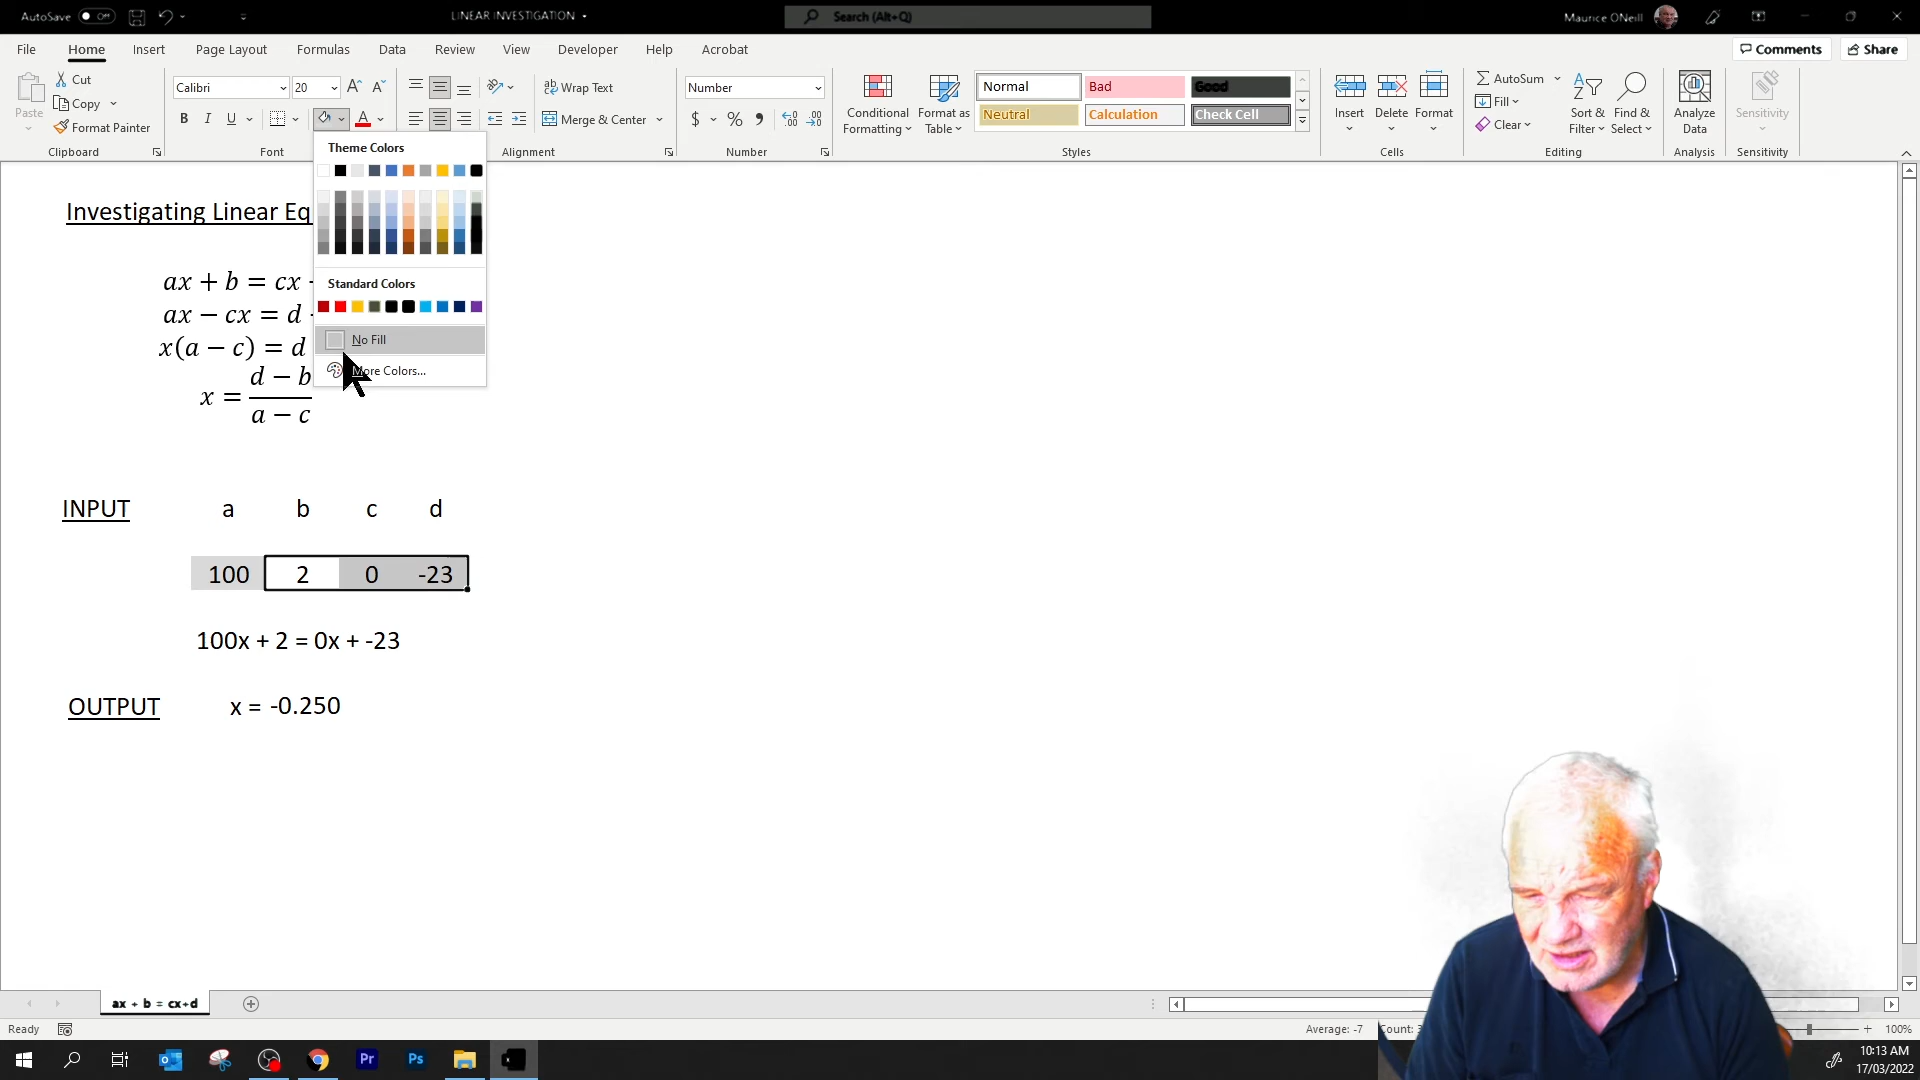 AutoSave Off
LINEAR INVESTIGATION
Search (Alt+Q)
Maurice ONeill
File Home Insert Page Layout Formulas Data Review View Developer Help Acrobat
Comments Share
Paste
Cut
Copy
Format Painter
Clipboard
Calibri 20
B I U
Font
Wrap Text
Merge & Center
Alignment
Number
$ % ,
Number
Conditional
Formatting
Format as
Table
Normal Bad Good
Neutral Calculation Check Cell
Styles
Insert Delete Format
Cells
AutoSum
Fill
Clear
Sort &
Filter
Find &
Select
Editing
Analyze
Data
Analysis
Sensitivity
Sensitivity
Theme Colors
Standard Colors
No Fill
More Colors...
Investigating Linear Eq
ax + b = cx
ax − cx = d
x(a − c) = d
x = d − b / a − c
INPUT a b c d
100 2 0 -23
100x + 2 = 0x + -23
OUTPUT x = -0.250
ax + b = cx+d
Ready
Average: -7 Count: 3
100%
Pr Ps
10:13 AM
17/03/2022